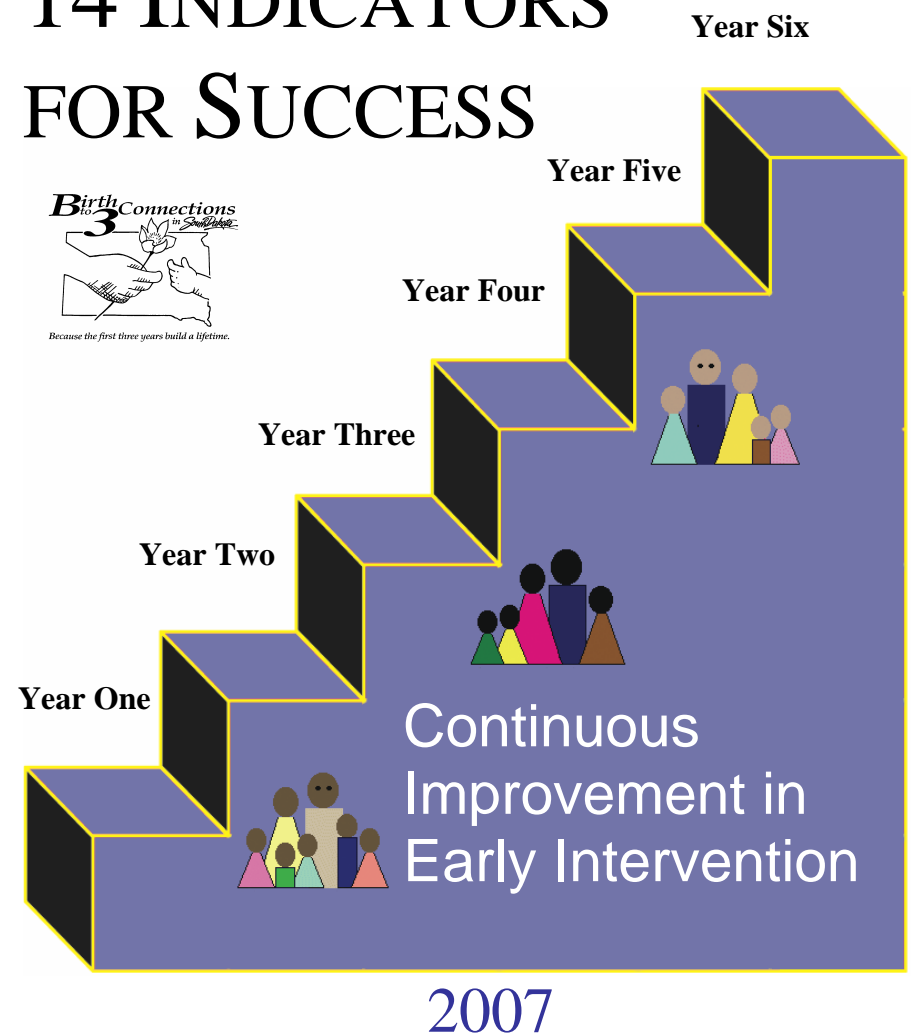 14 INDICATORS
FOR SUCCESS
Year Six
Year Five
Birth to 3 Connections
in South Dakota
Because the first three years build a lifetime.
Year Four
Year Three
Year Two
Year One
Continuous
Improvement in
Early Intervention
2007